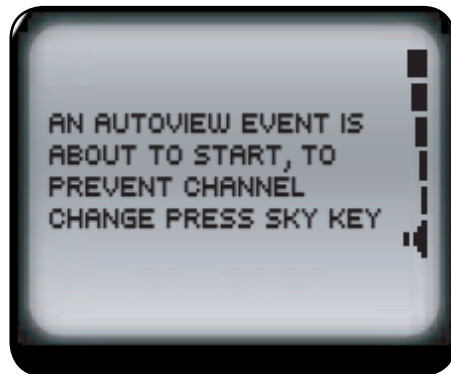 AN AUTOVIEW EVENT IS
ABOUT TO START, TO
PREVENT CHANNEL
CHANGE PRESS SKY KEY